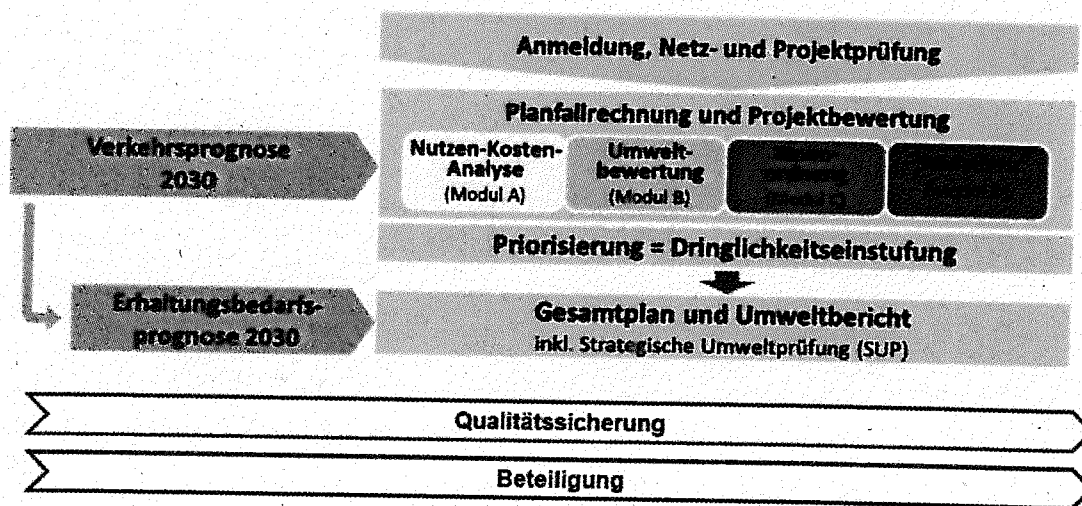 Anmeldung, Netz- und Projektprüfung
Planfallrechnung und Projektbewertung
Verkehrsprognose
2030
Nutzen-Kosten-
Analyse
(Modul A)
Umwelt-
bewertung
(Modul B)
(Modul C)
Priorisierung = Dringlichkeitseinstufung
Erhaltungsbedarfs-
prognose 2030
Gesamtplan und Umweltbericht
inkl. Strategische Umweltprüfung (SUP)
Qualitätssicherung
Beteiligung